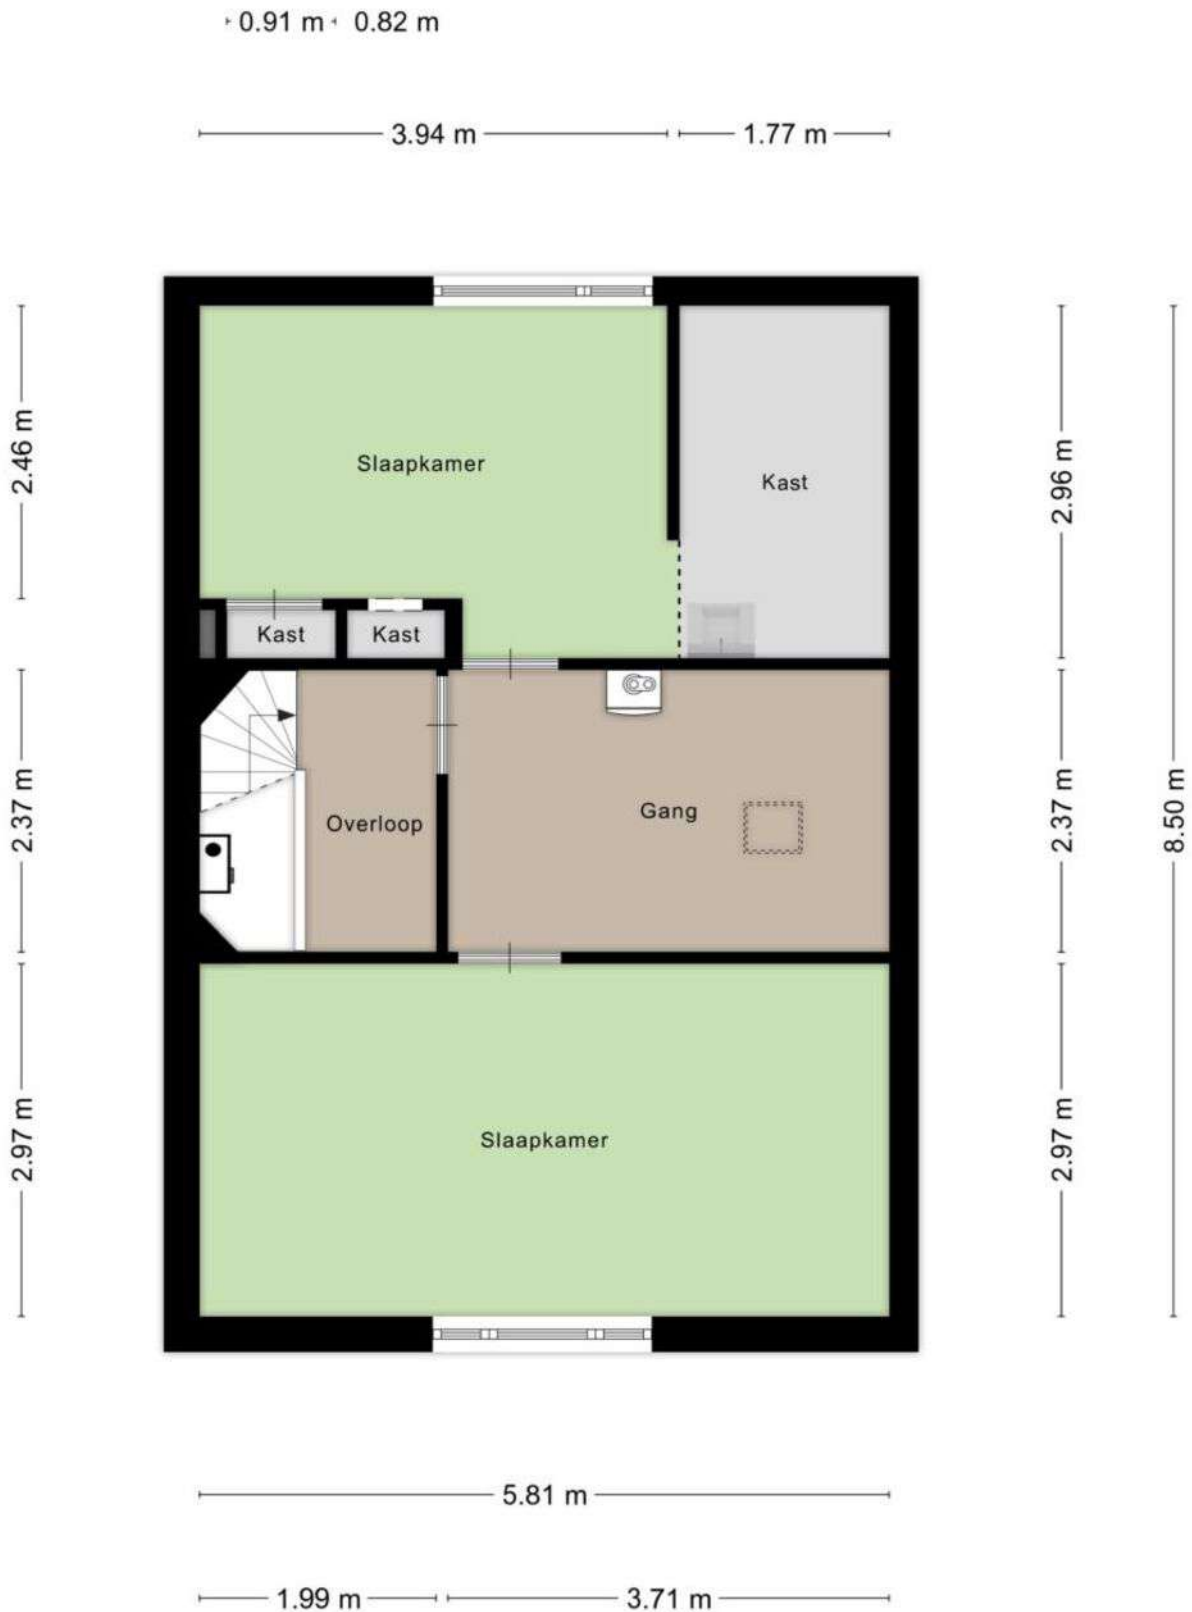 0.91 m 0.82 m
3.94 m 1.77 m
2.46 m
Slaapkamer
Kast
2.96 m
Kast Kast
2.37 m
Overloop
Gang
2.37 m
8.50 m
2.97 m
Slaapkamer
2.97 m
5.81 m
1.99 m 3.71 m